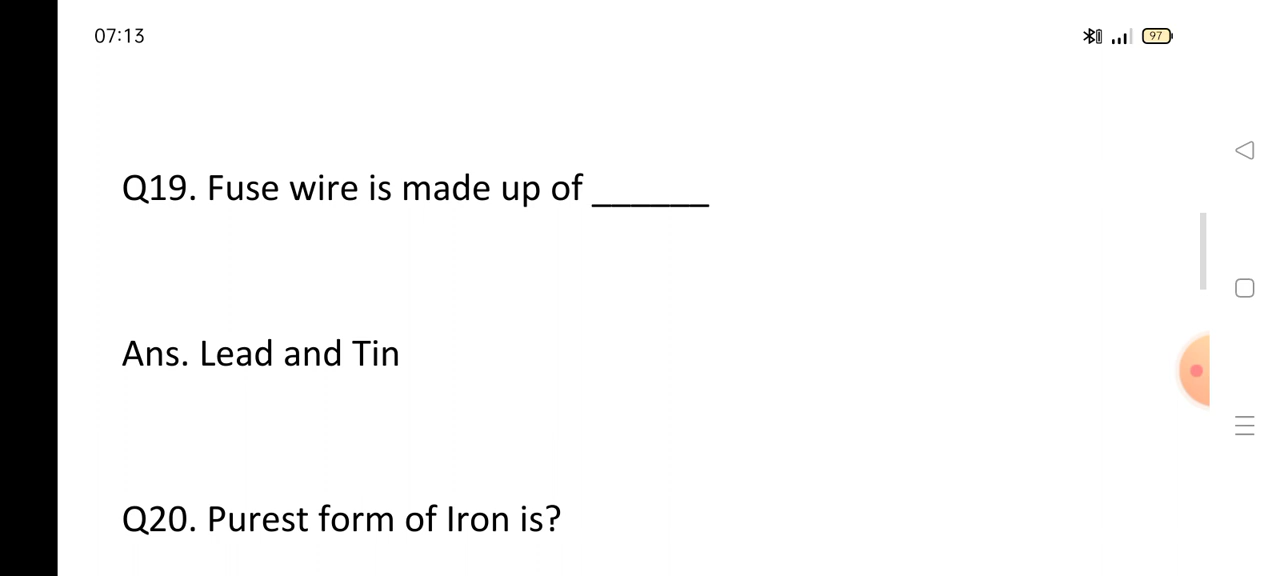 07:13
97
Q19. Fuse wire is made up of ______
Ans. Lead and Tin
Q20. Purest form of Iron is?